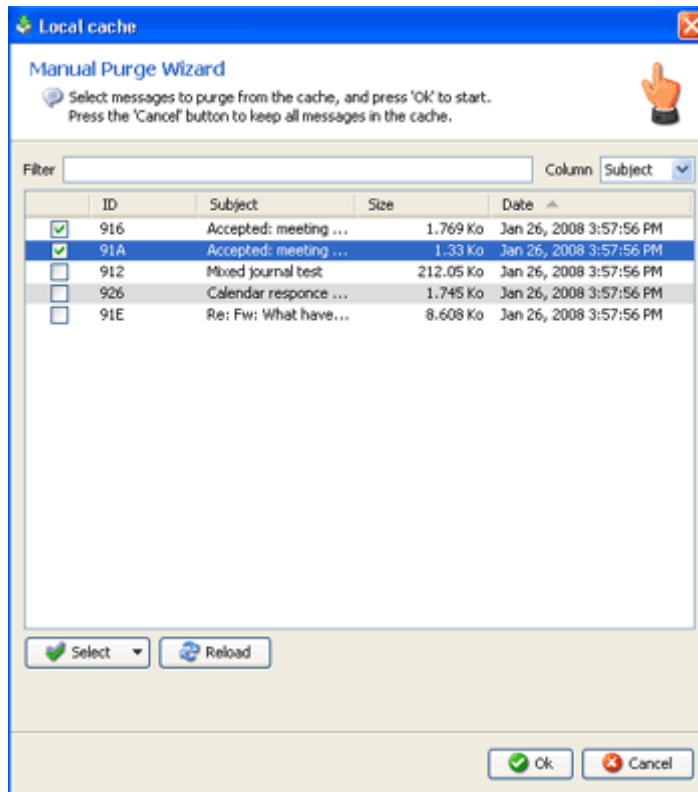 Local cache
Manual Purge Wizard
Select messages to purge from the cache, and press 'Ok' to start.
Press the 'Cancel' button to keep all messages in the cache.
Filter Column Subject
ID Subject Size Date
916 Accepted: meeting ... 1.769 Ko Jan 26, 2008 3:57:56 PM
91A Accepted: meeting ... 1.33 Ko Jan 26, 2008 3:57:56 PM
912 Mixed journal test 212.05 Ko Jan 26, 2008 3:57:56 PM
926 Calendar responce ... 1.745 Ko Jan 26, 2008 3:57:56 PM
91E Re: Fw: What have... 8.608 Ko Jan 26, 2008 3:57:56 PM
Select Reload
Ok Cancel